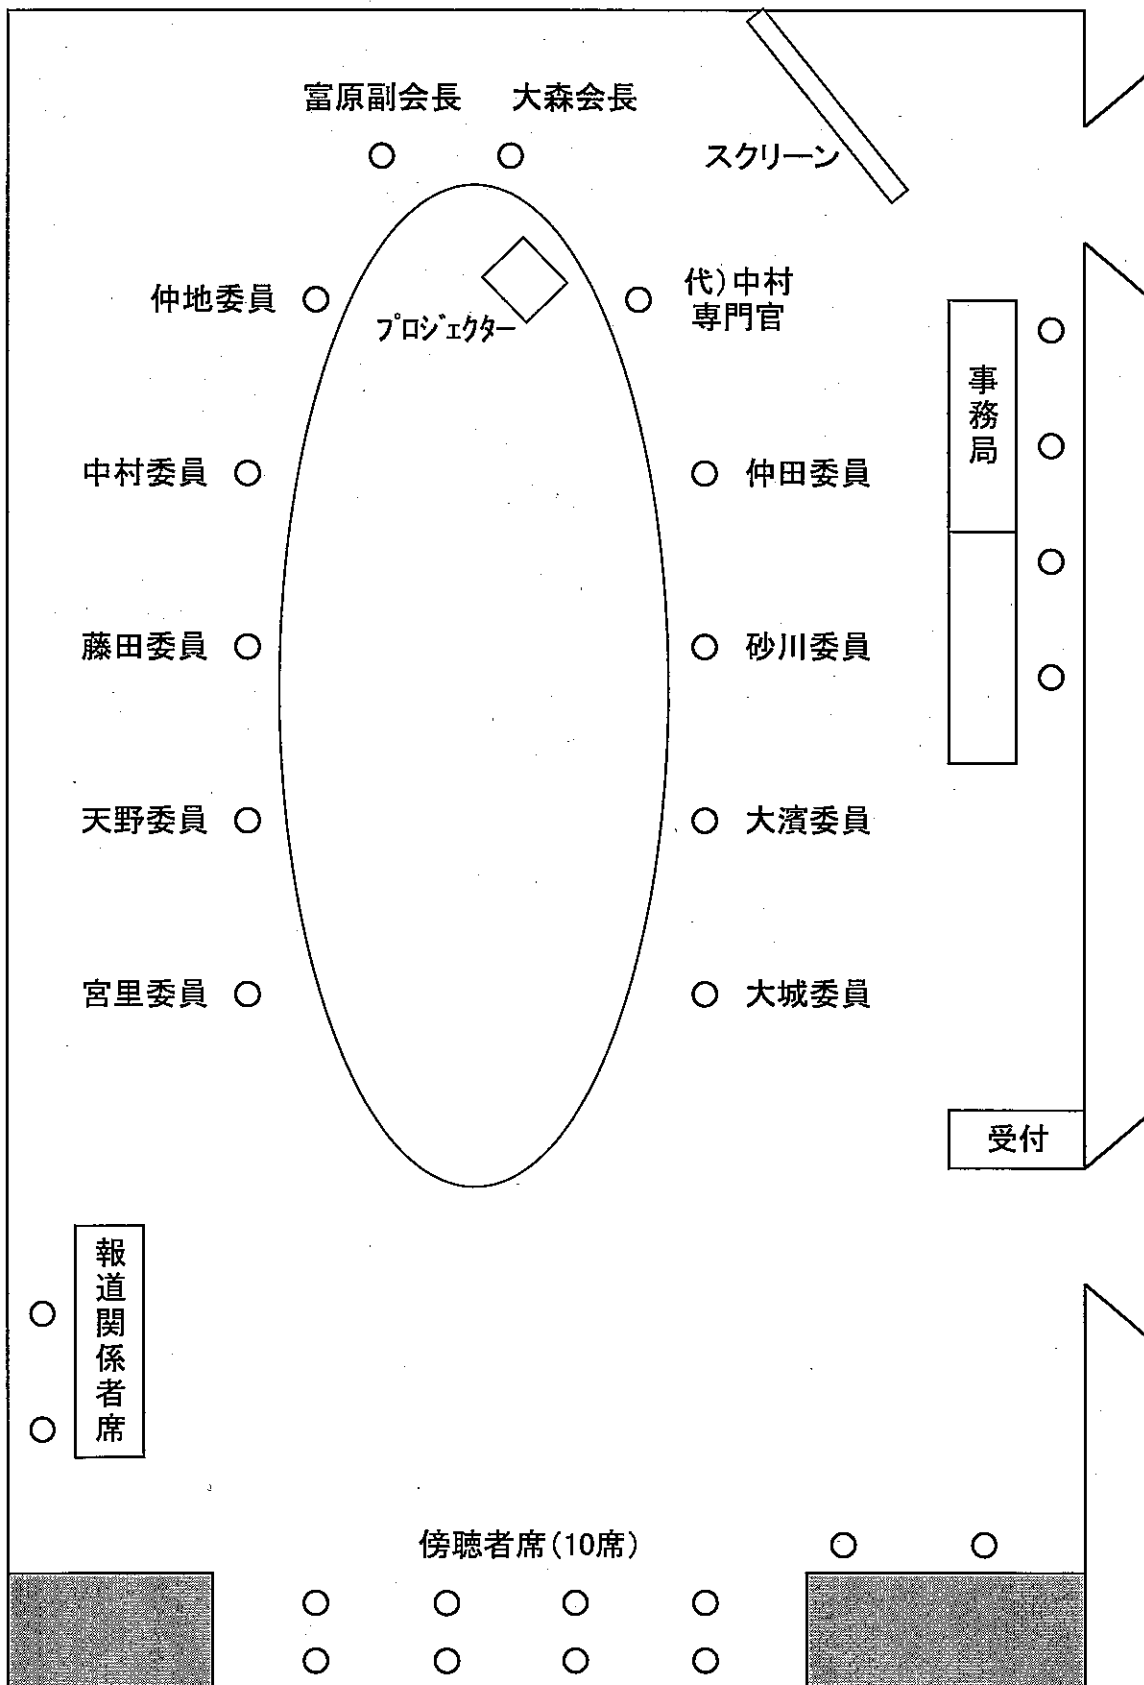 富原副会長
大森会長
スクリーン
仲地委員
代)中村
専門官
プロジェクター
事務局
中村委員
仲田委員
藤田委員
砂川委員
天野委員
大濱委員
宮里委員
大城委員
受付
報道関係者席
傍聴者席(10席)